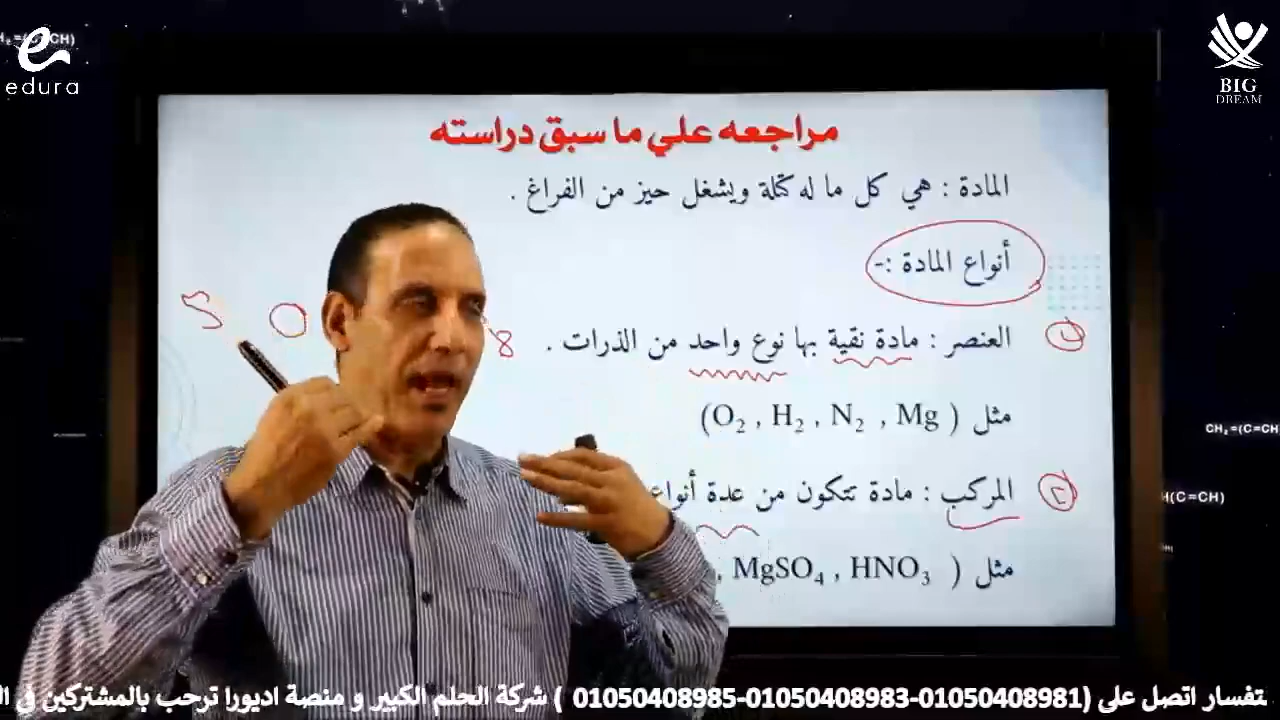 edura
BIG
DREAM
مراجعه علي ما سبق دراسته
المادة : هي كل ما له كتلة ويشغل حيز من الفراغ .
أنواع المادة :-
العنصر : مادة نقية بها نوع واحد من الذرات .
مثل ( O₂ , H₂ , N₂ , Mg)
المركب : مادة تتكون من عدة أنواع
مثل ( , MgSO₄ , HNO₃
CH₂=(C=CH)
H(C=CH)
ستفسار اتصل على (01050408981-01050408983-01050408985 ) شركة الحلم الكبير و منصة اديورا ترحب بالمشتركين في